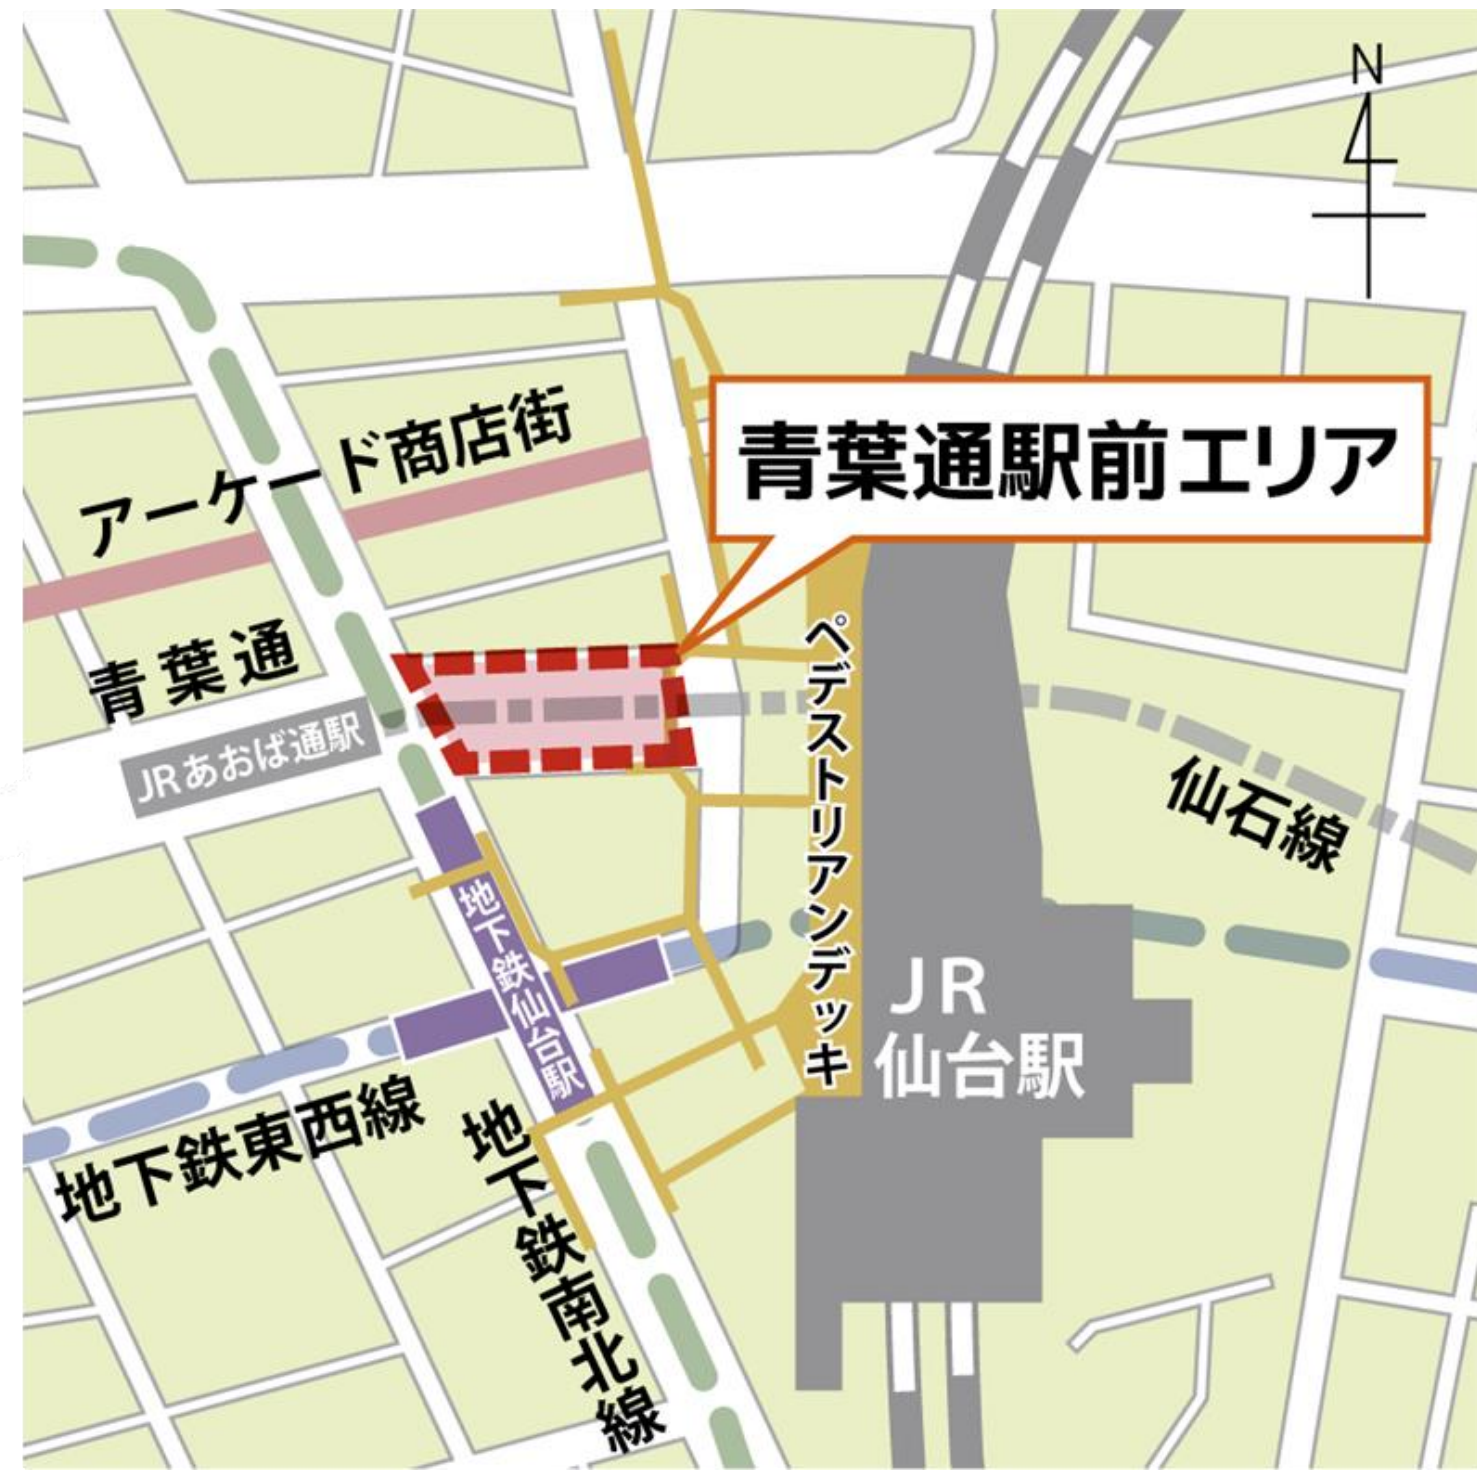 N
アーケード商店街
青葉通駅前エリア
青葉通
JRあおば通駅
ペデストリアンデッキ
仙石線
地下鉄仙台駅
JR
仙台駅
地下鉄東西線
地下鉄南北線